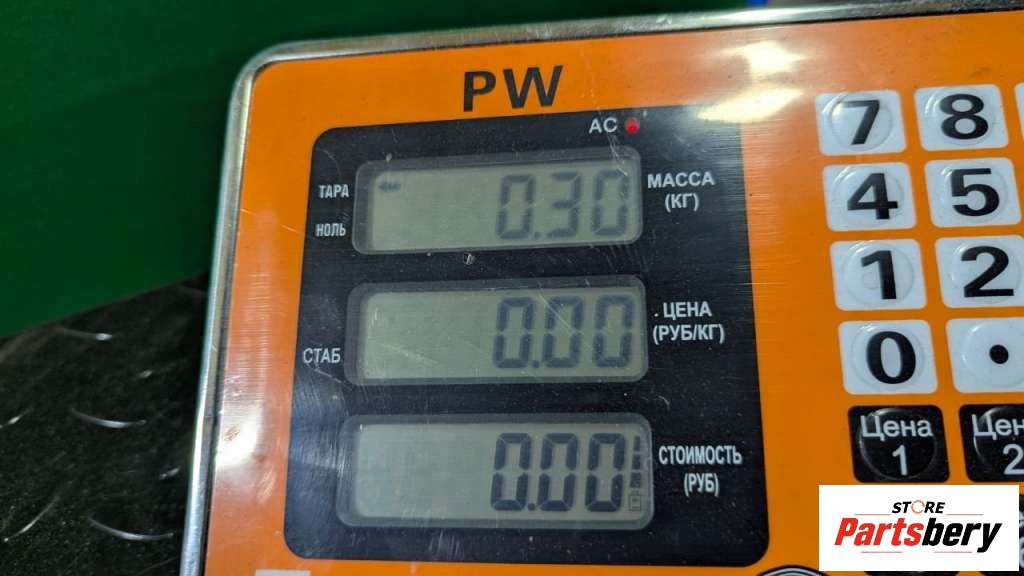 PW
AC
ТАРА
НОЛЬ
0.30
МАССА
(КГ)
СТАБ
0.00
ЦЕНА
(РУБ/КГ)
0.00
СТОИМОСТЬ
(РУБ)
7 8
4 5
1 2
0 •
Цена
1
2
STORE
Partsbery